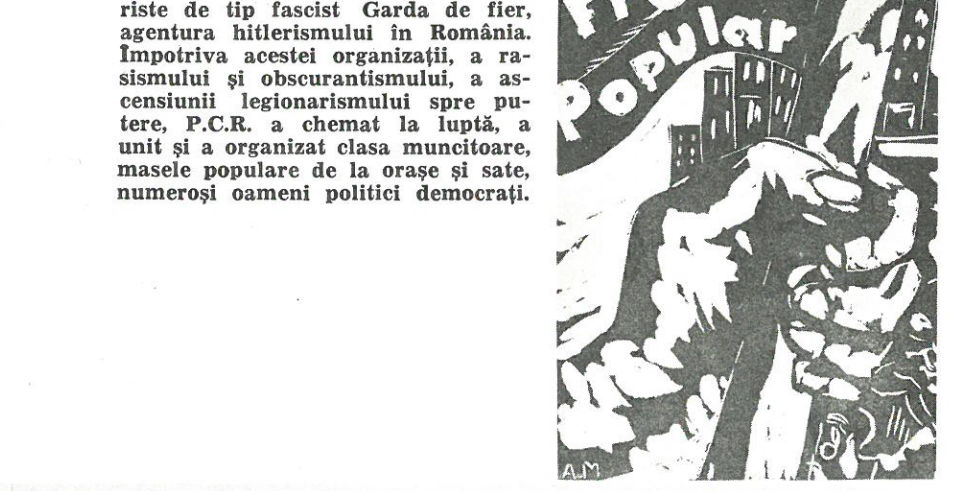 riste de tip fascist Garda de fier,
agentura hitlerismului în România.
Împotriva acestei organizații, a ra-
sismului și obscurantismului, a as-
censiunii legionarismului spre pu-
tere, P.C.R. a chemat la luptă, a
unit și a organizat clasa muncitoare,
masele populare de la orașe și sate,
numeroși oameni politici democrați.
Popular
A.M